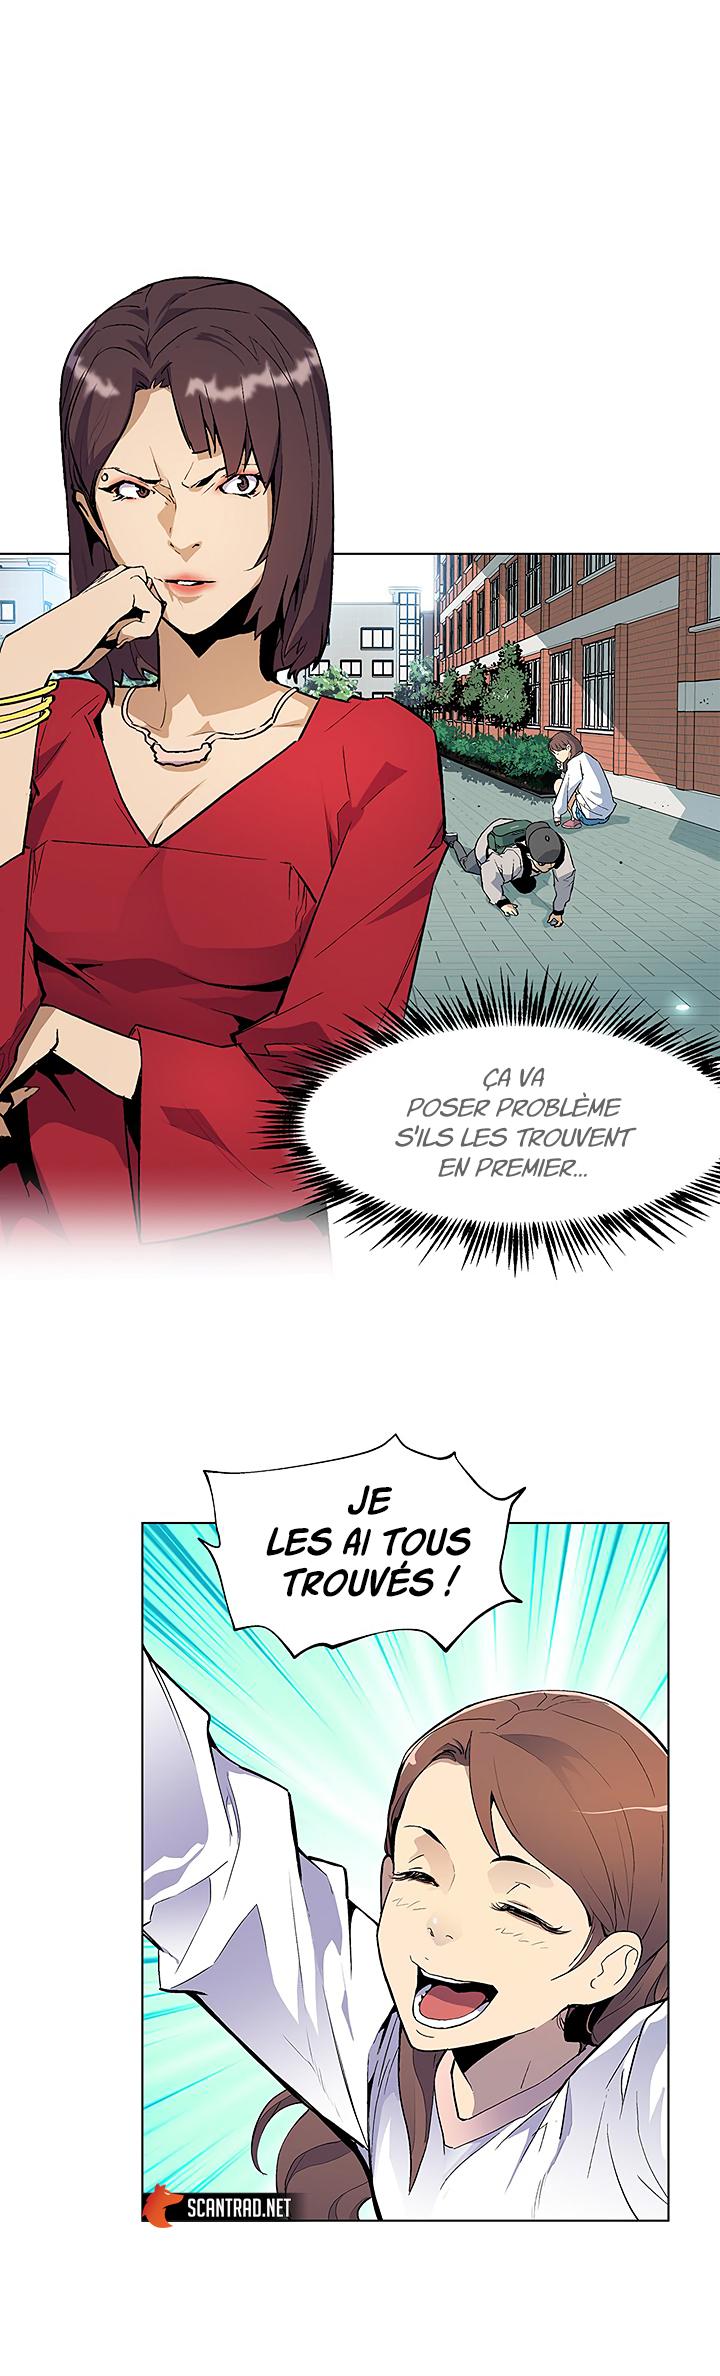 ÇA VA
POSER PROBLÈME
S'ILS LES TROUVENT
EN PREMIER...
JE
LES AI TOUS
TROUVÉS !
SCANTRAD.NET